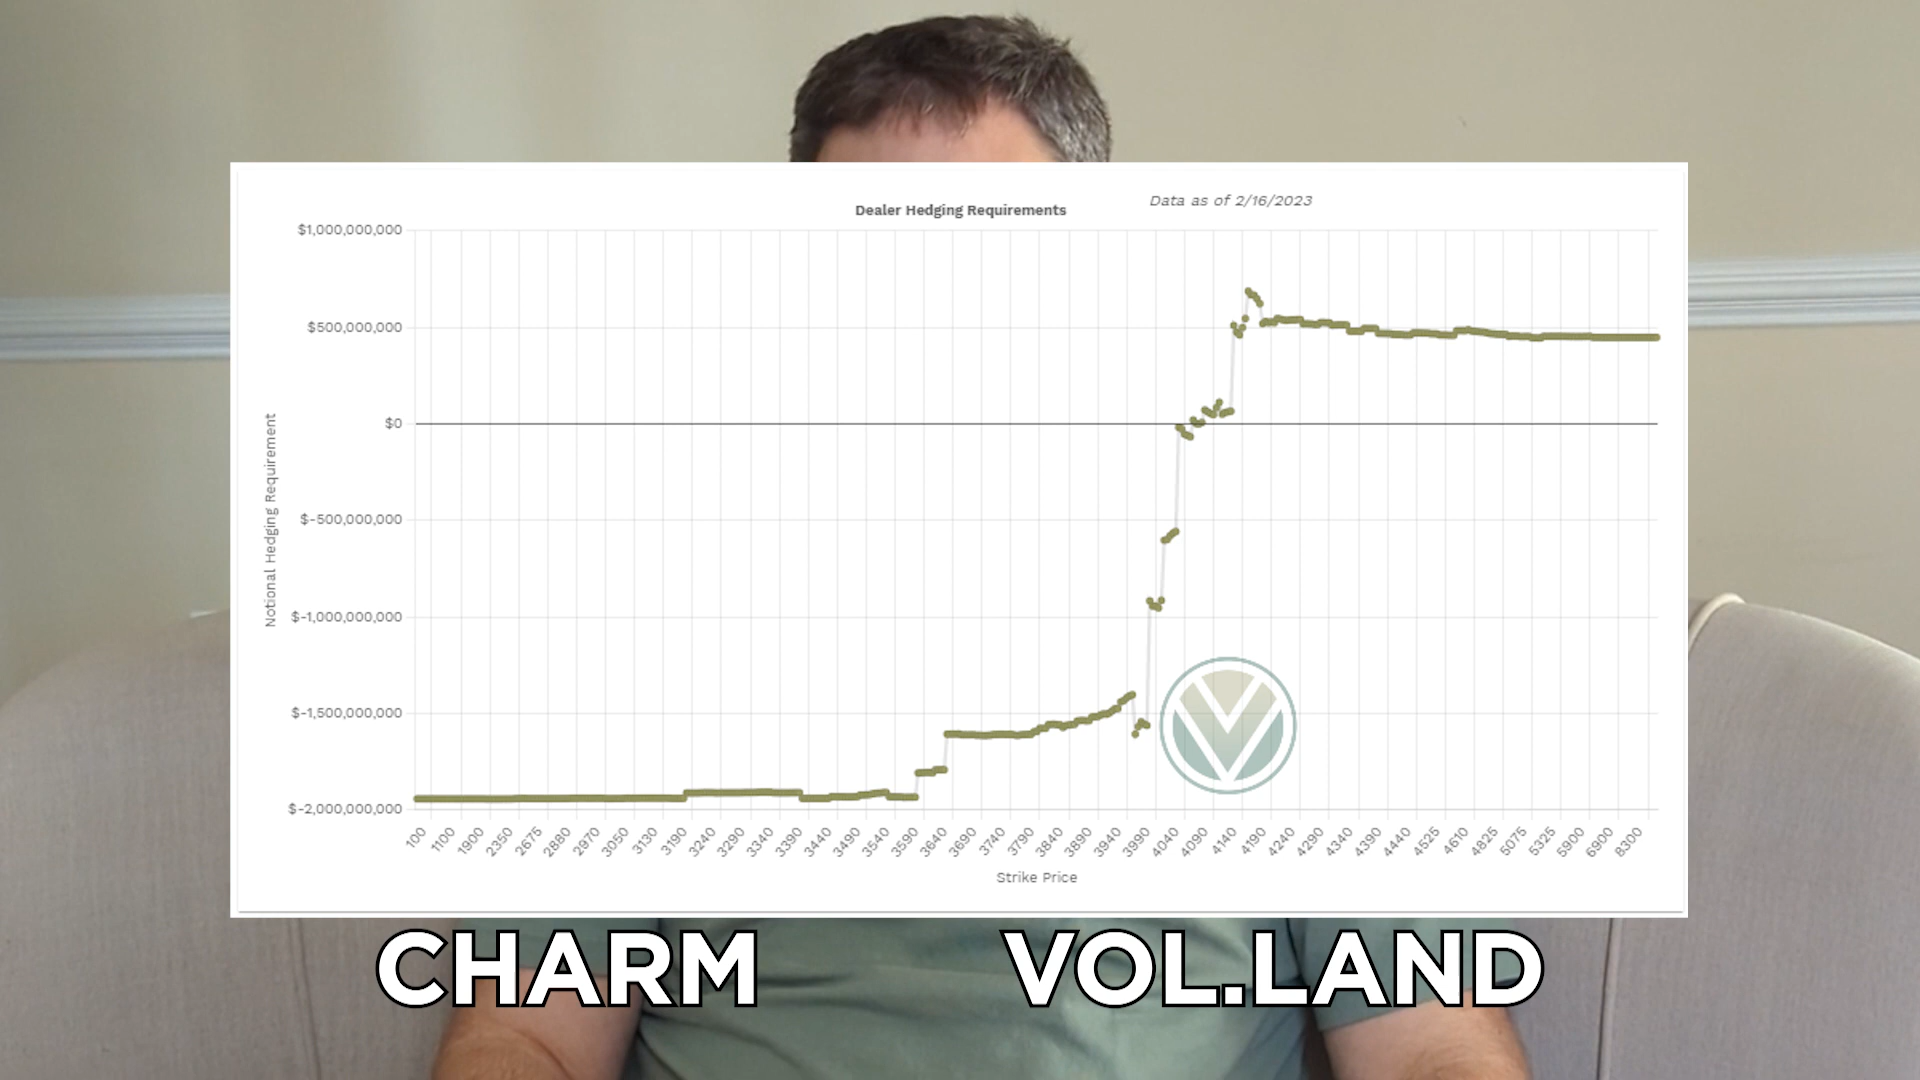 Data as of 2/16/2023
Dealer Hedging Requirements
$1,000,000,000
$500,000,000
$0
$-500,000,000
$-1,000,000,000
$-1,500,000,000
$-2,000,000,000
Notional Hedging Requirement
100 1100 1900 2350 2675 2880 2970 3050 3130 3190 3240 3290 3340 3390 3440 3490 3540 3590 3640 3690 3740 3790 3840 3890 3940 3990 4040 4090 4140 4190 4240 4290 4340 4390 4440 4525 4610 4825 5075 5325 5900 6900 8300
Strike Price
CHARM VOL.LAND